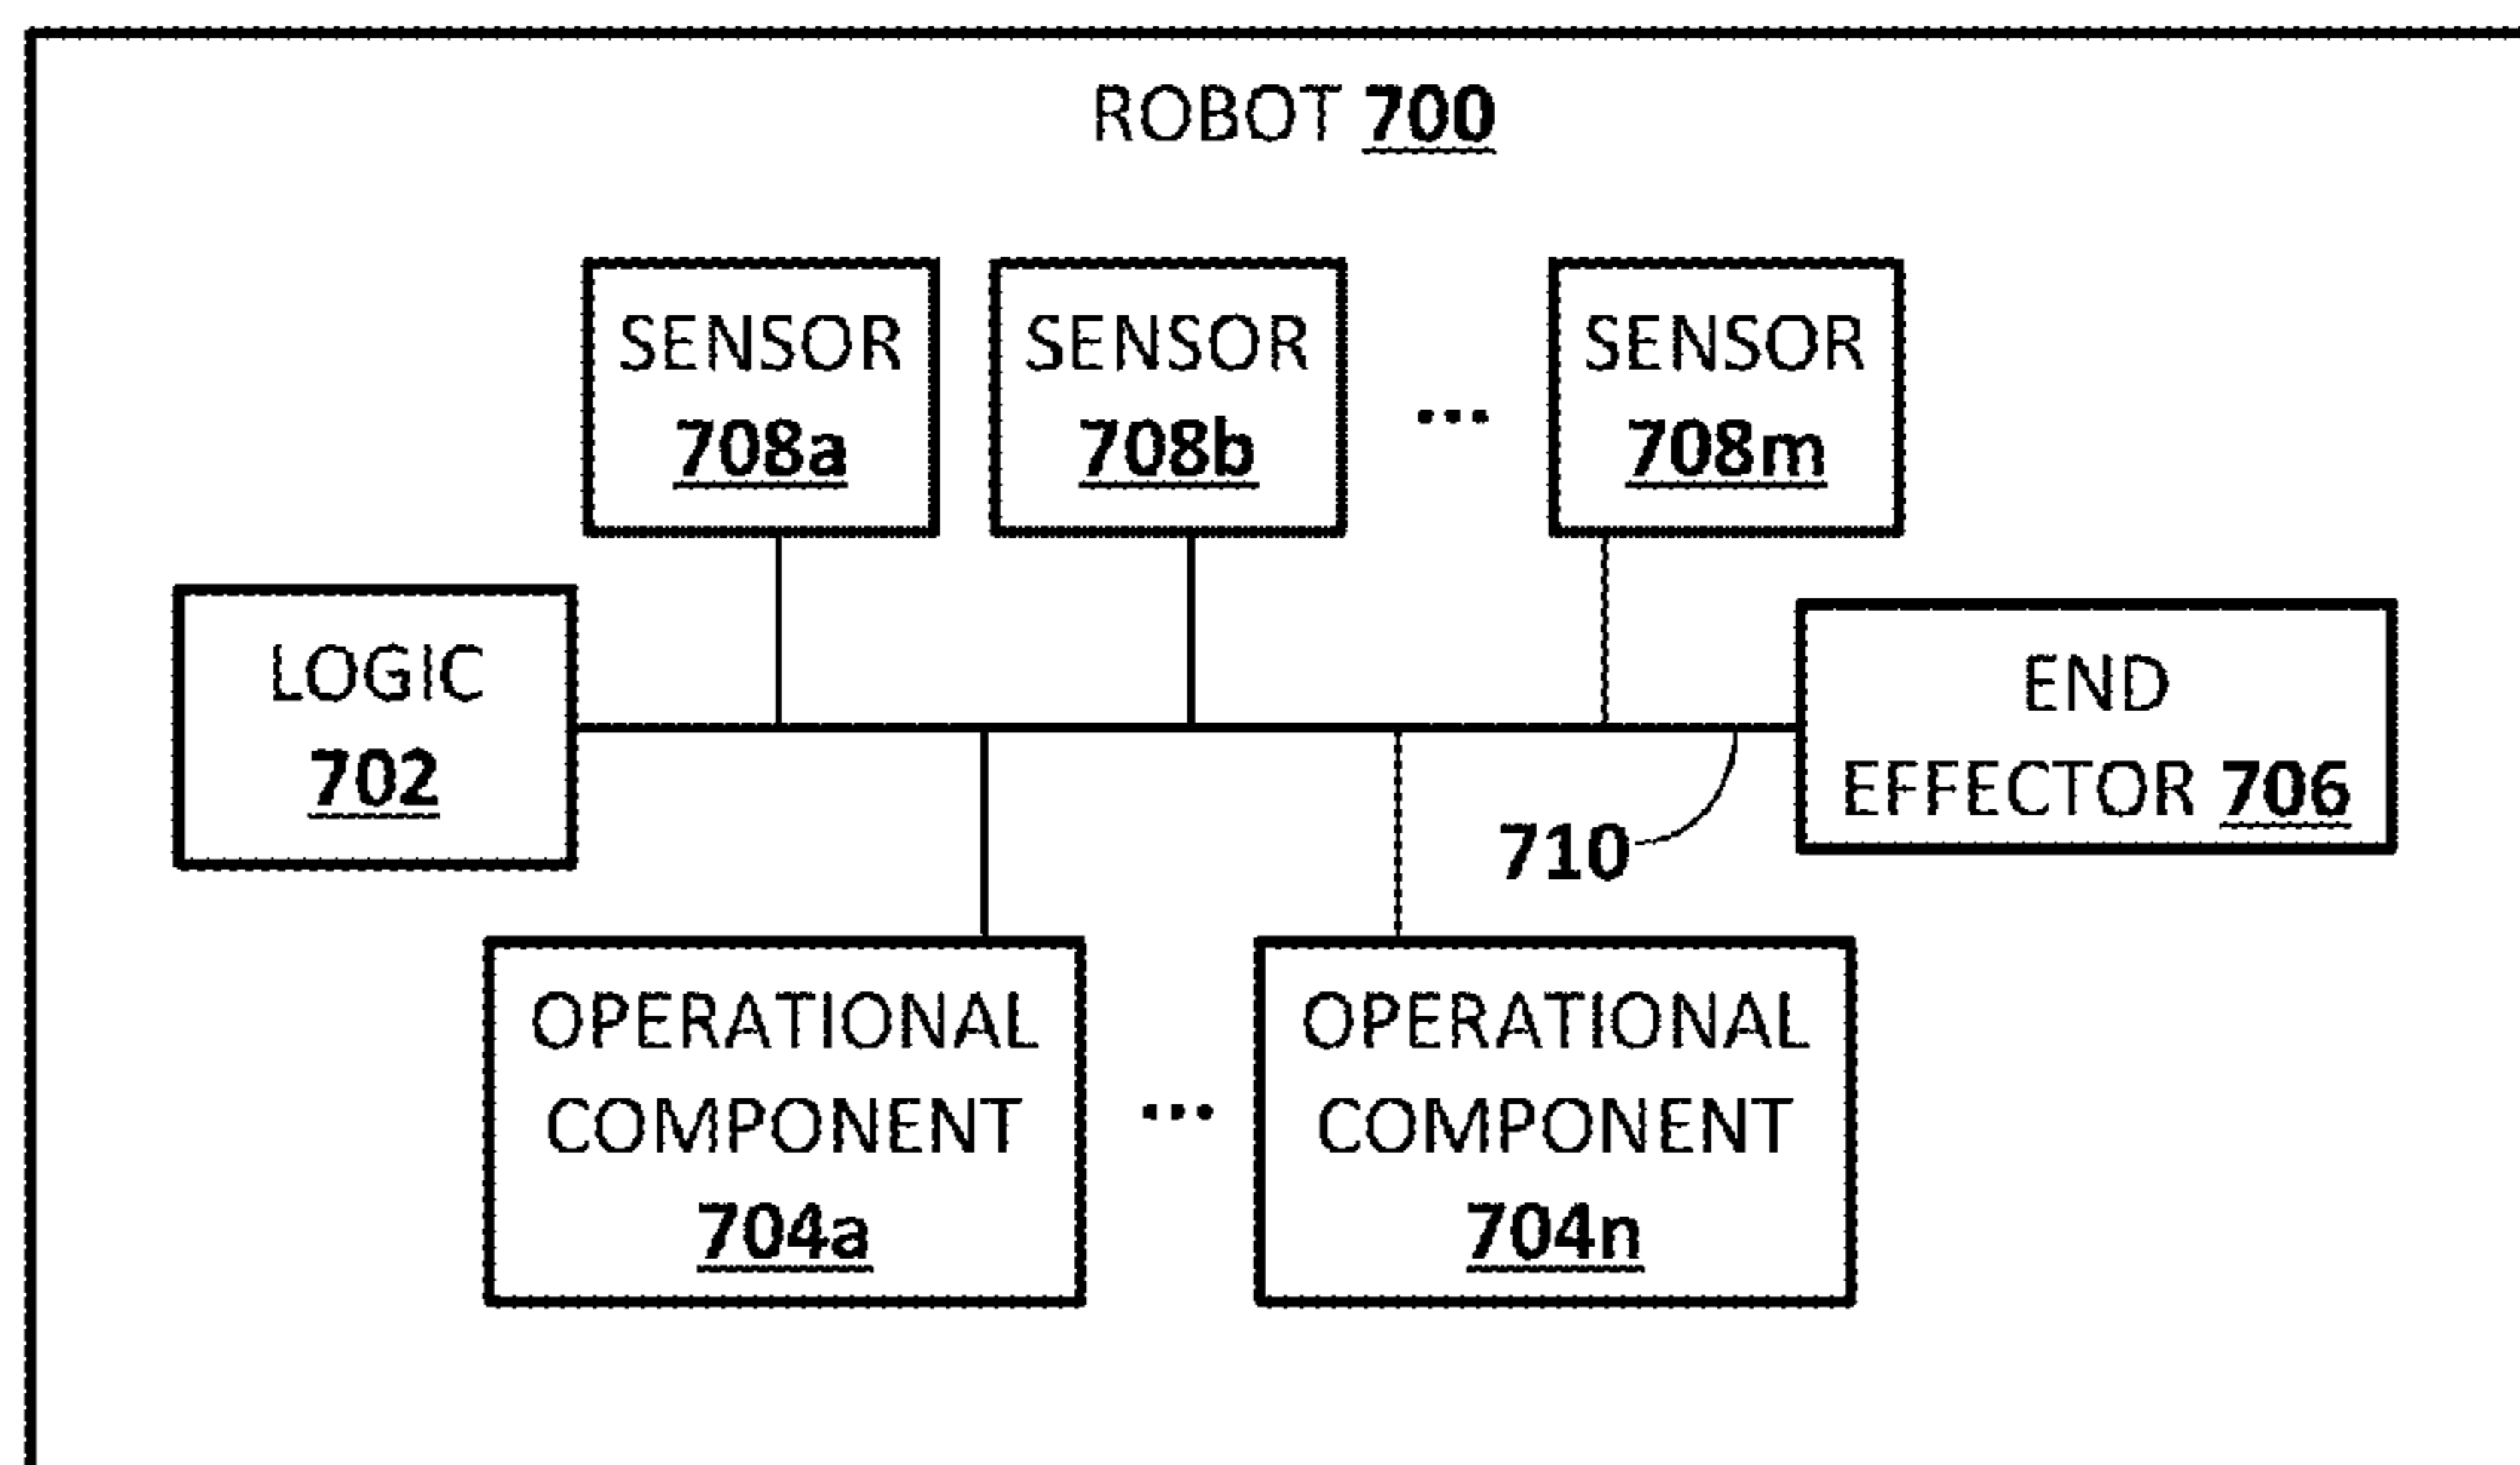 ROBOT 700
SENSOR
708a
SENSOR
708b
...
SENSOR
708m
LOGIC
702
END
EFFECTOR 706
710
OPERATIONAL
COMPONENT
704a
...
OPERATIONAL
COMPONENT
704n